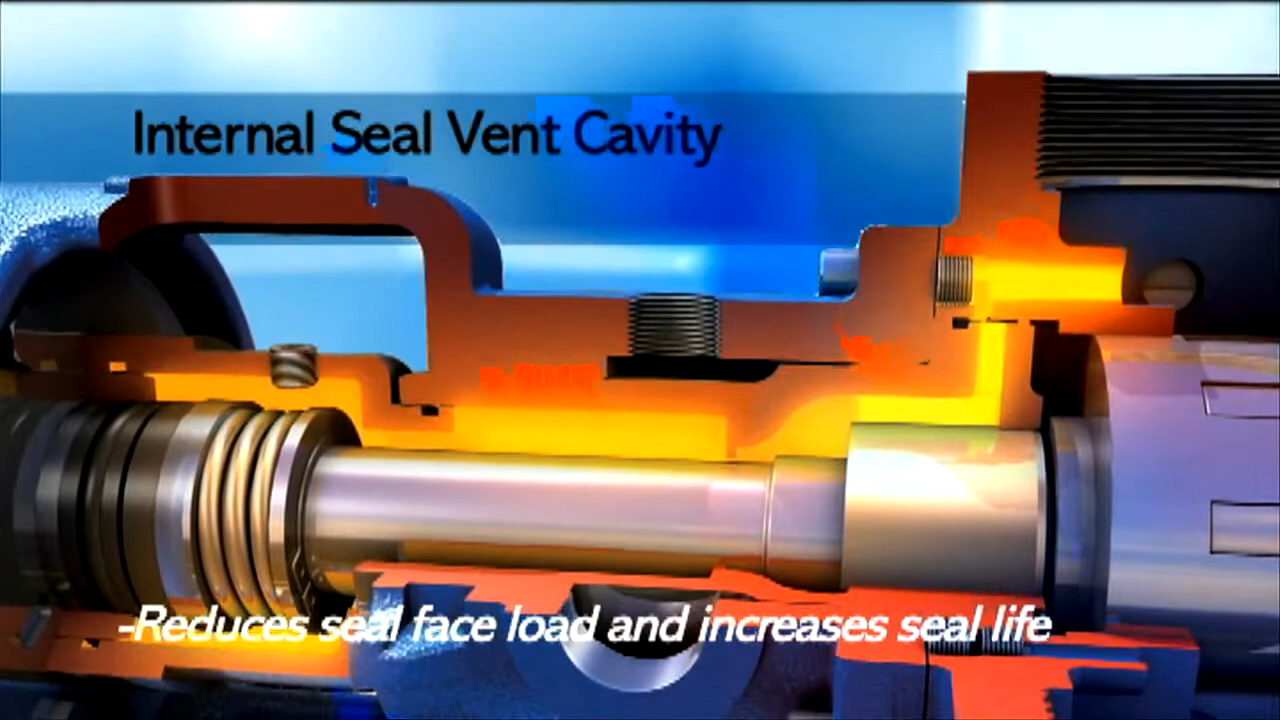 Internal Seal Vent Cavity
-Reduces seal face load and increases seal life